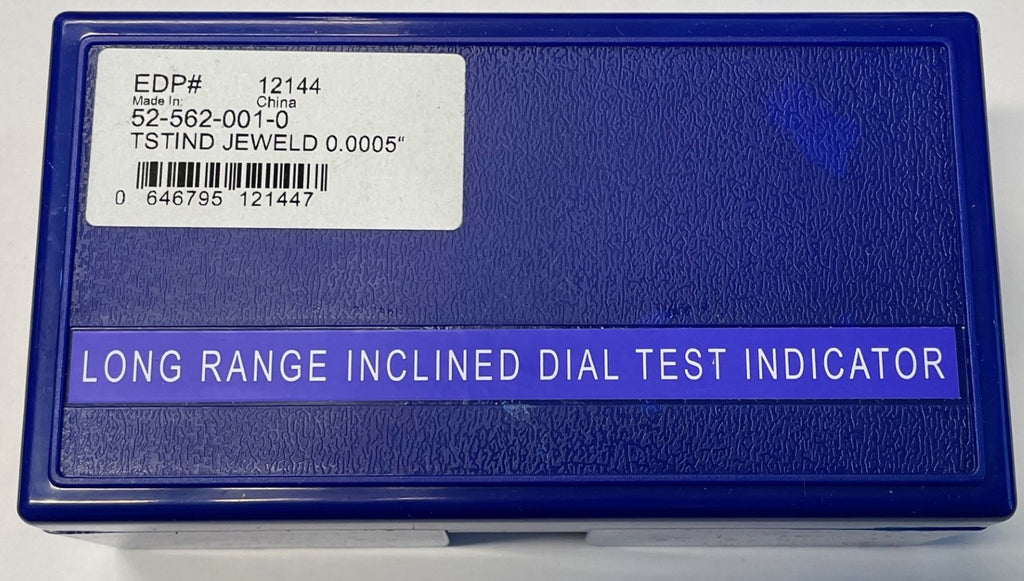 EDP# 12144
Made In: China
52-562-001-0
TSTIND JEWELD 0.0005“
0 646795 121447
LONG RANGE INCLINED DIAL TEST INDICATOR